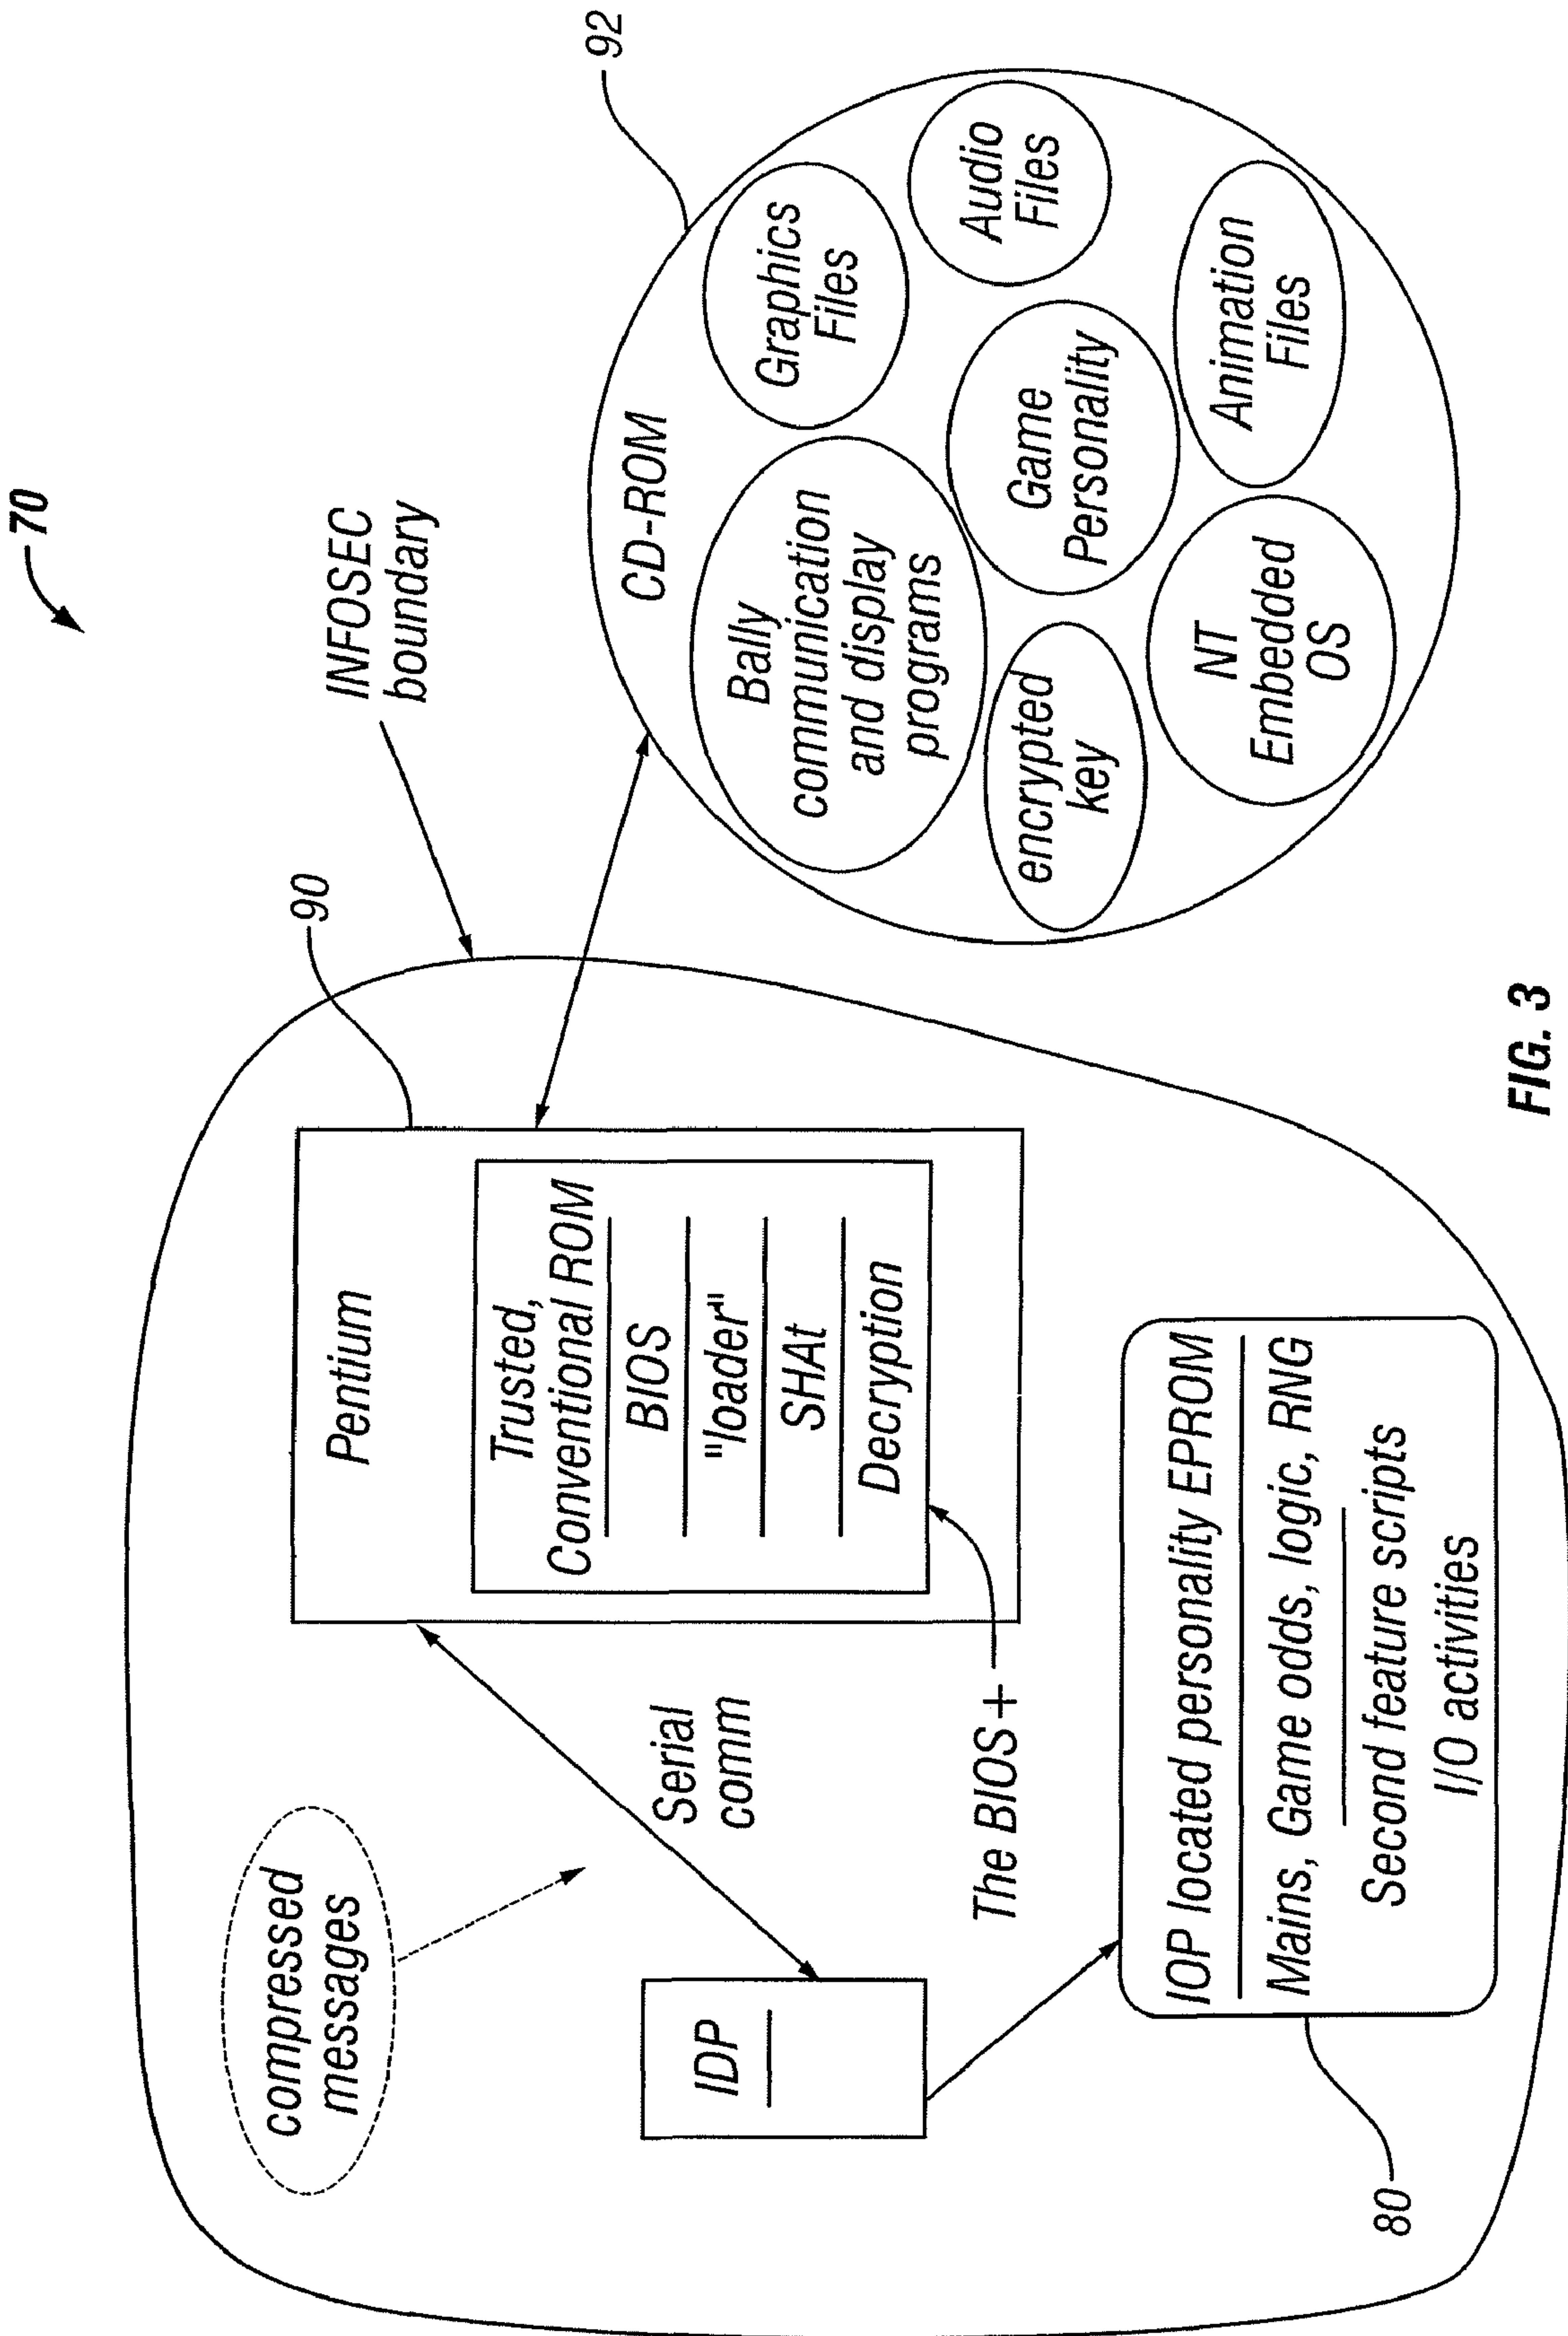 70
INFOSEC
boundary
90
92
compressed
messages
Pentium
Trusted,
Conventional ROM
BIOS
"loader"
SHAt
Decryption
Serial
comm
IDP
The BIOS+
IOP located personality EPROM
Mains, Game odds, logic, RNG
Second feature scripts
I/O activities
80
CD-ROM
Bally
communication
and display
programs
Graphics
Files
Audio
Files
Game
Personality
encrypted
key
NT
Embedded
OS
Animation
Files
FIG. 3